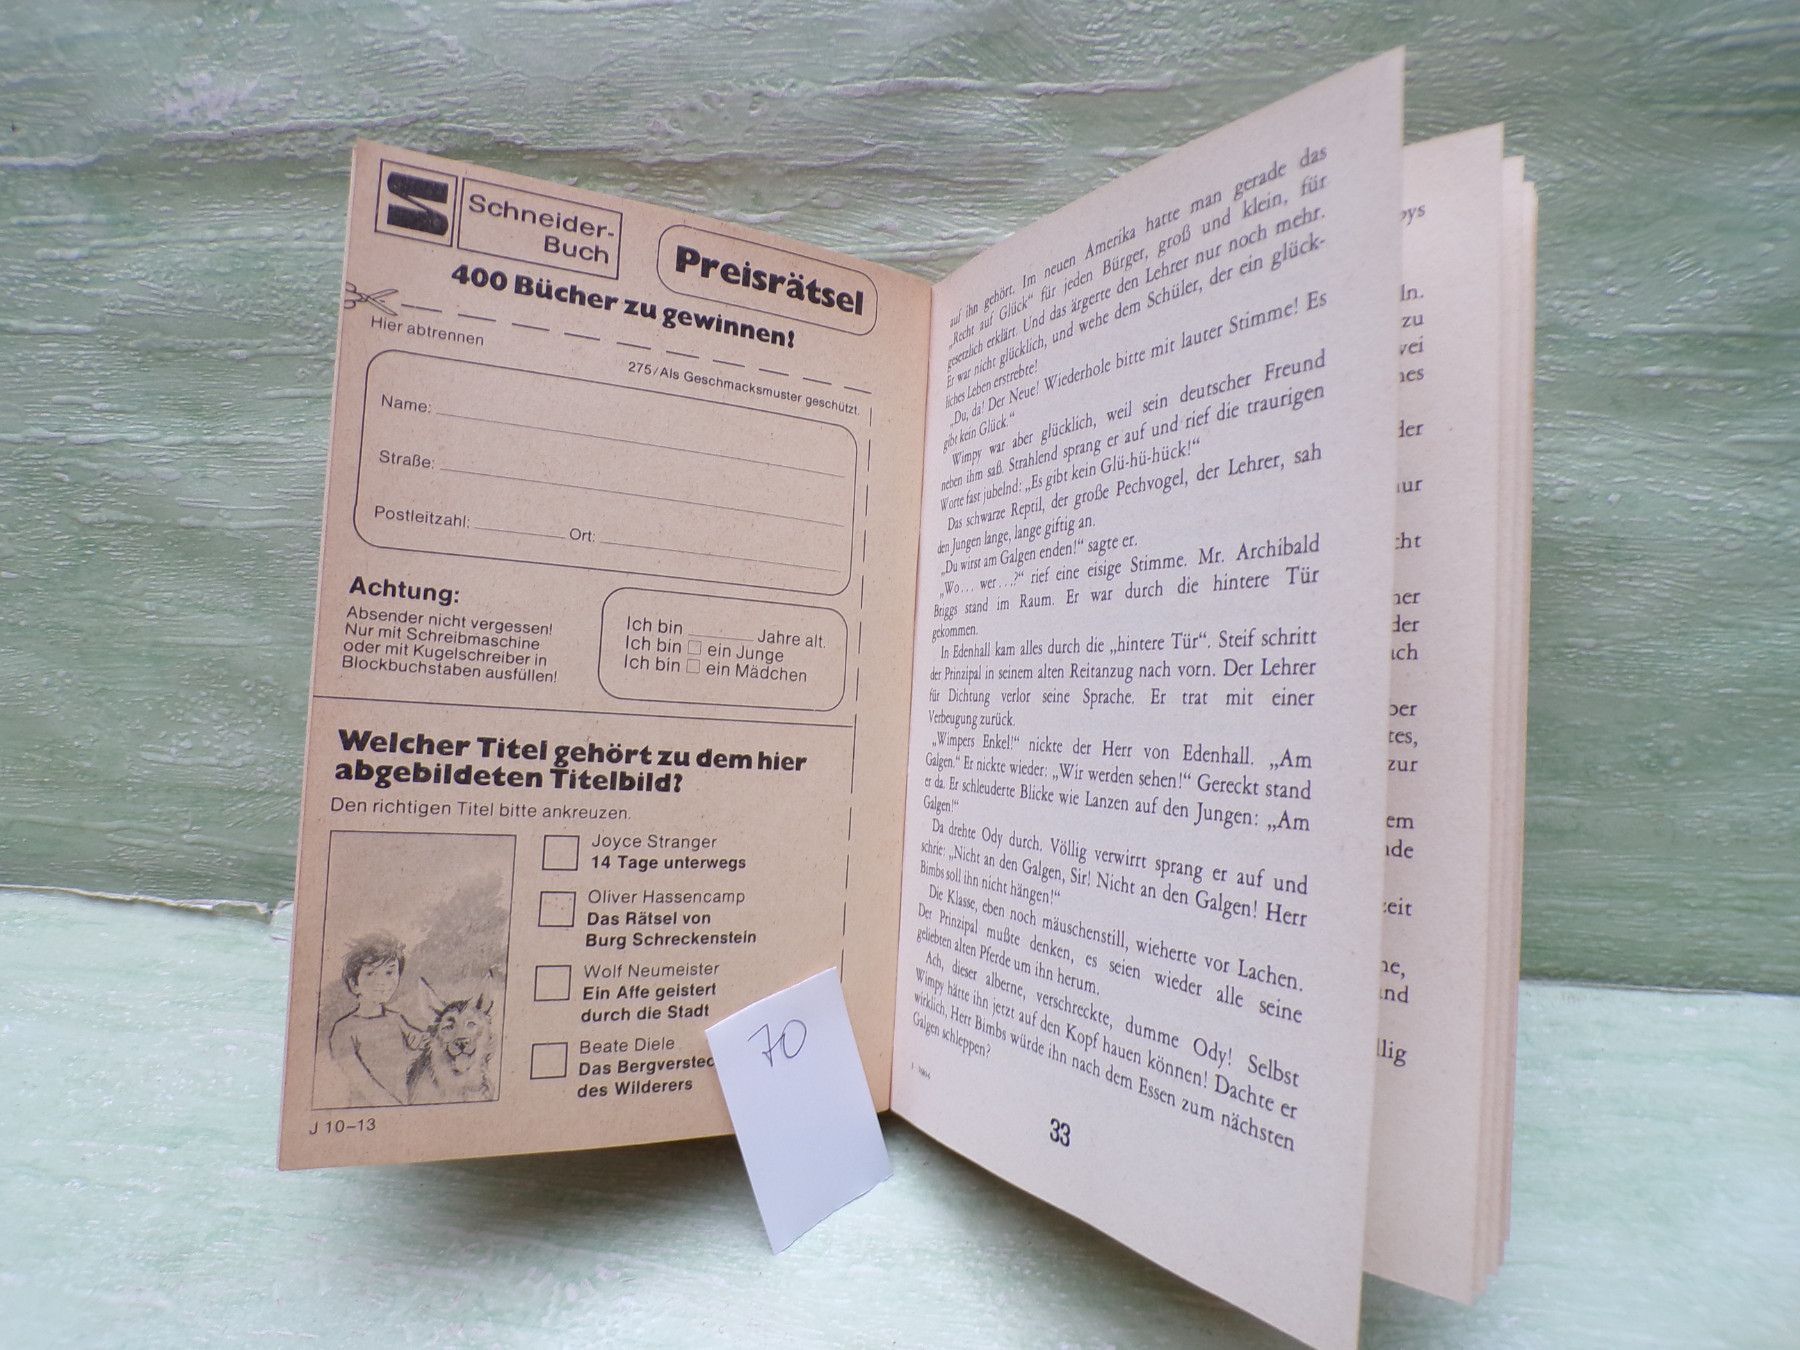 Schneider-
Buch
Preisrätsel
400 Bücher zu gewinnen!
Hier abtrennen
275/Als Geschmacksmuster geschützt.
Name:
Straße:
Postleitzahl: Ort:
Achtung:
Absender nicht vergessen!
Nur mit Schreibmaschine
oder mit Kugelschreiber in
Blockbuchstaben ausfüllen!
Ich bin Jahre alt.
Ich bin ein Junge
Ich bin ein Mädchen
Welcher Titel gehört zu dem hier
abgebildeten Titelbild?
Den richtigen Titel bitte ankreuzen.
Joyce Stranger
14 Tage unterwegs
Oliver Hassencamp
Das Rätsel von
Burg Schreckenstein
Wolf Neumeister
Ein Affe geistert
durch die Stadt
Beate Diele
Das Bergverstec
des Wilderers
J 10–13
70
auf ihn gehört. Im neuen Amerika hatte man gerade das
„Recht auf Glück“ für jeden Bürger, groß und klein, für
gesetzlich erklärt. Und das ärgerte den Lehrer nur noch mehr.
Er war nicht glücklich, und wehe dem Schüler, der ein glück-
liches Leben erstrebte!
„Du, da! Der Neue! Wiederhole bitte mit lauter Stimme! Es
gibt kein Glück.“
Wimpy war aber glücklich, weil sein deutscher Freund
neben ihm saß. Strahlend sprang er auf und rief die traurigen
Worte fast jubelnd: „Es gibt kein Glü-hü-hück!“
Das schwarze Reptil, der große Pechvogel, der Lehrer, sah
den Jungen lange, lange giftig an.
„Du wirst am Galgen enden!“ sagte er.
„Wo... wer...?“ rief eine eisige Stimme. Mr. Archibald
Briggs stand im Raum. Er war durch die hintere Tür
gekommen.
In Edenhall kam alles durch die „hintere Tür“. Steif schritt
der Prinzipal in seinem alten Reitanzug nach vorn. Der Lehrer
für Dichtung verlor seine Sprache. Er trat mit einer
Verbeugung zurück.
„Wimpers Enkel!“ nickte der Herr von Edenhall. „Am
Galgen.“ Er nickte wieder: „Wir werden sehen!“ Gereckt stand
er da. Er schleuderte Blicke wie Lanzen auf den Jungen: „Am
Galgen!“
Da drehte Ody durch. Völlig verwirrt sprang er auf und
schrie: „Nicht an den Galgen, Sir! Nicht an den Galgen! Herr
Bimbs soll ihn nicht hängen!“
Die Klasse, eben noch mäuschenstill, wieherte vor Lachen.
Der Prinzipal mußte denken, es seien wieder alle seine
geliebten alten Pferde um ihn herum.
Ach, dieser alberne, verschreckte, dumme Ody! Selbst
Wimpy hätte ihn jetzt auf den Kopf hauen können! Dachte er
wirklich, Herr Bimbs würde ihn nach dem Essen zum nächsten
Galgen schleppen?
33
ln.
zu
zur